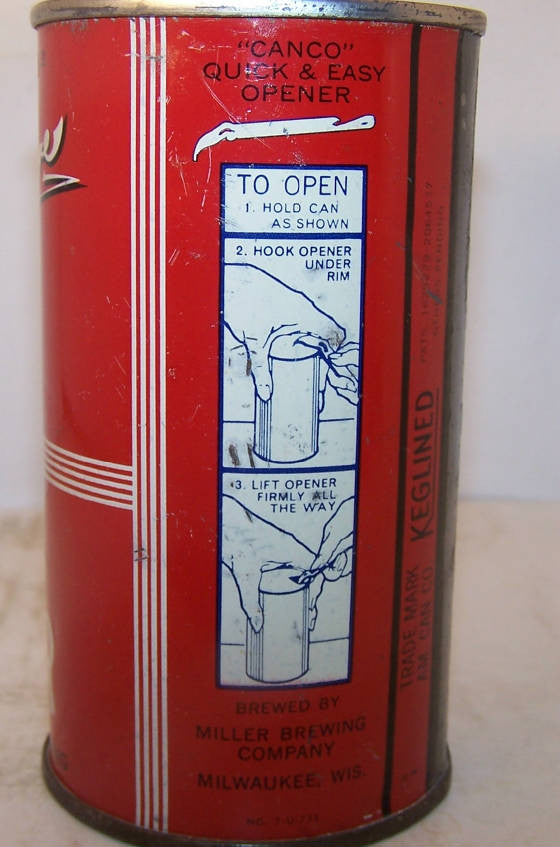 "CANCO"
QUICK & EASY
OPENER
TO OPEN
1. HOLD CAN
AS SHOWN
2. HOOK OPENER
UNDER
RIM
3. LIFT OPENER
FIRMLY ALL
THE WAY
BREWED BY
MILLER BREWING
COMPANY
MILWAUKEE, WIS.
TRADE MARK
AM. CAN CO.
KEGLINED